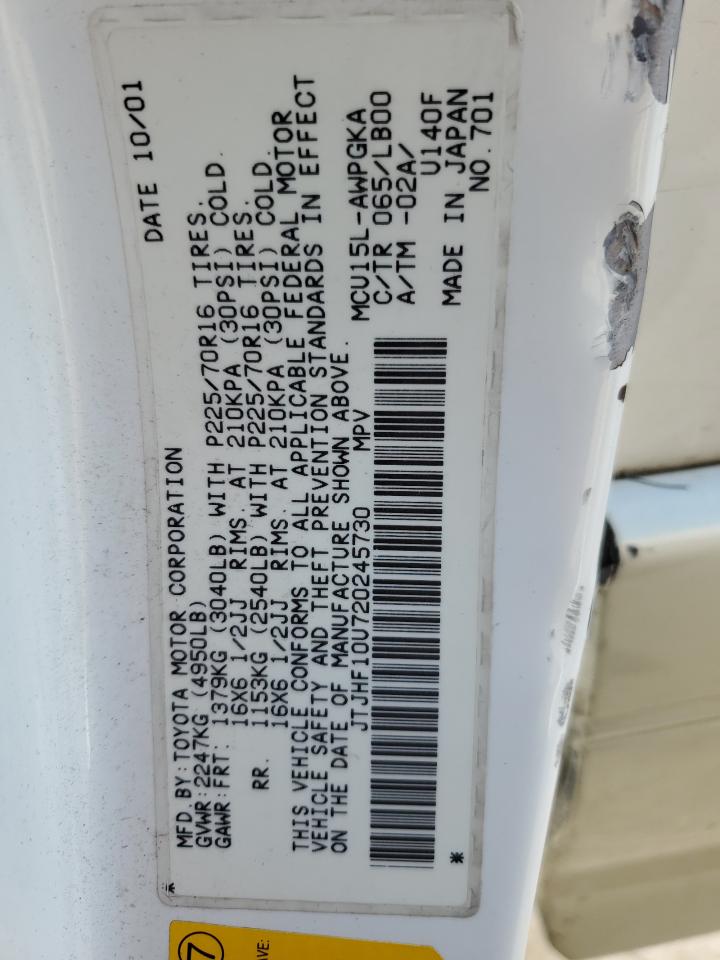 DATE 10/01
MFD. BY: TOYOTA MOTOR CORPORATION
GVWR: 2247KG (4950LB)
GAWR: FRT: 1379KG (3040LB) WITH P225/70R16 TIRES.
16X6 1/2JJ RIMS. AT 210KPA (30PSI) COLD.
RR. 1153KG (2540LB) WITH P225/70R16 TIRES.
16X6 1/2JJ RIMS. AT 210KPA (30PSI) COLD.
THIS VEHICLE CONFORMS TO ALL APPLICABLE FEDERAL MOTOR
VEHICLE SAFETY AND THEFT PREVENTION STANDARDS IN EFFECT
ON THE DATE OF MANUFACTURE SHOWN ABOVE.
JTJHF10U720245730 MPV
MCU15L-AWPGKA
C/TR 065/LB00
A/TM -02A/
U140F
MADE IN JAPAN
NO.701
*
7
AVE: